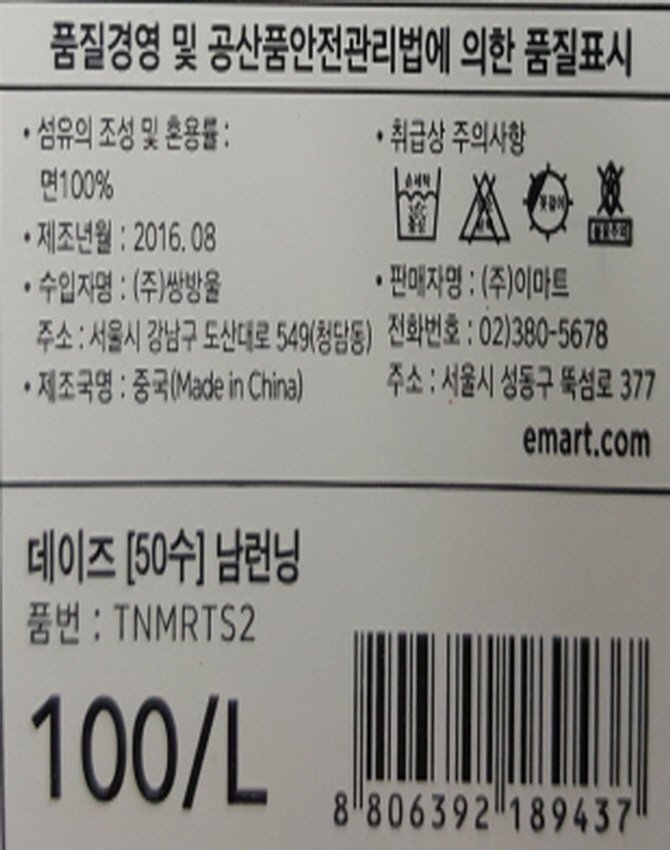 품질경영 및 공산품안전관리법에 의한 품질표시
• 섬유의 조성 및 혼용률 :
면100%
• 제조년월 : 2016. 08
• 수입자명 : (주)쌍방울
주소 : 서울시 강남구 도산대로 549(청담동)
• 제조국명 : 중국(Made in China)
• 취급상 주의사항
손세탁
중성
• 판매자명 : (주)이마트
전화번호 : 02)380-5678
주소 : 서울시 성동구 뚝섬로 377
emart.com
데이즈 [50수] 남런닝
품번 : TNMRTS2
100/L
8 806392 189437